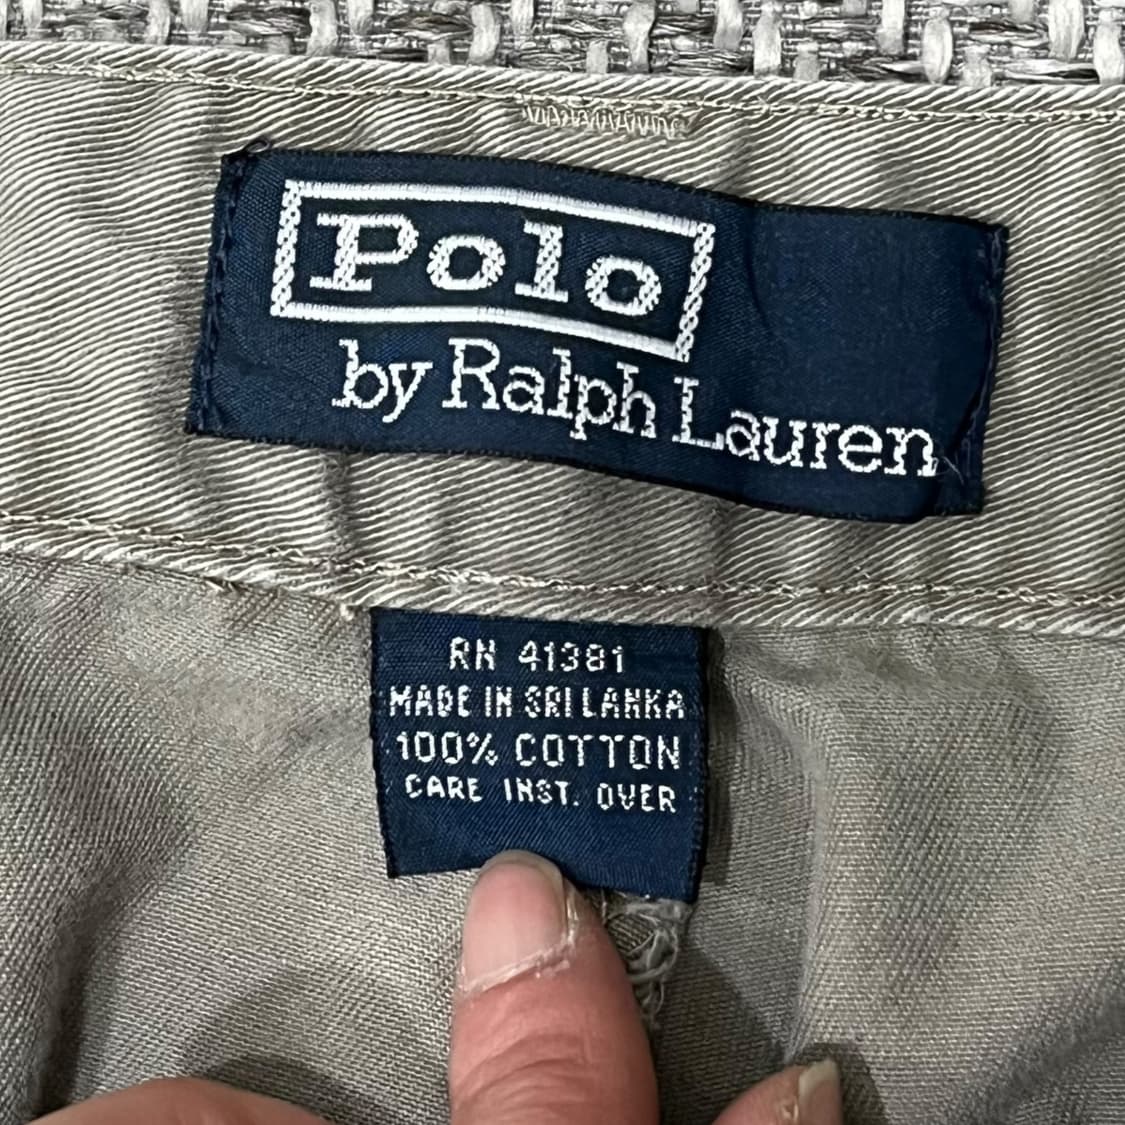 Polo
by Ralph Lauren
RN 41381
MADE IN SRI LANKA
100% COTTON
CARE INST. OVER